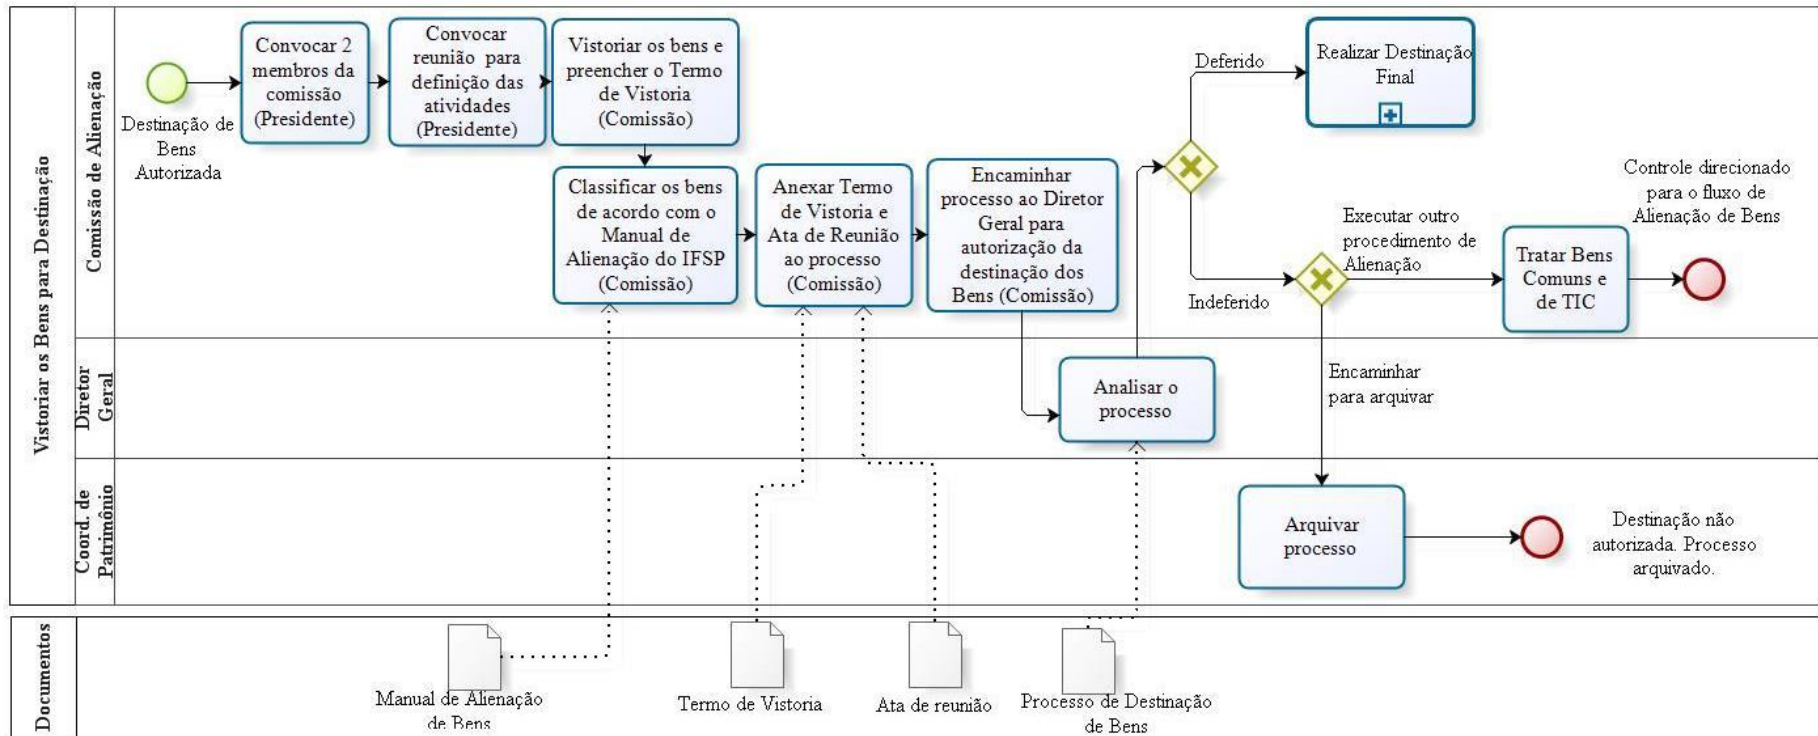 Vistoriar os Bens para Destinação
Comissão de Alienação
Destinação de
Bens
Autorizada
Convocar 2
membros da
comissão
(Presidente)
Convocar
reunião para
definição das
atividades
(Presidente)
Vistoriar os bens e
preencher o Termo
de Vistoria
(Comissão)
Classificar os bens
de acordo com o
Manual de
Alienação do IFSP
(Comissão)
Anexar Termo
de Vistoria e
Ata de Reunião
ao processo
(Comissão)
Encaminhar
processo ao Diretor
Geral para
autorização da
destinação dos
Bens (Comissão)
Deferido
Realizar Destinação
Final
Indeferido
Executar outro
procedimento de
Alienação
Tratar Bens
Comuns e
de TIC
Controle direcionado
para o fluxo de
Alienação de Bens
Diretor
Geral
Analisar o
processo
Encaminhar
para arquivar
Coord. de
Patrimônio
Arquivar
processo
Destinação não
autorizada. Processo
arquivado.
Documentos
Manual de Alienação
de Bens
Termo de Vistoria
Ata de reunião
Processo de Destinação
de Bens